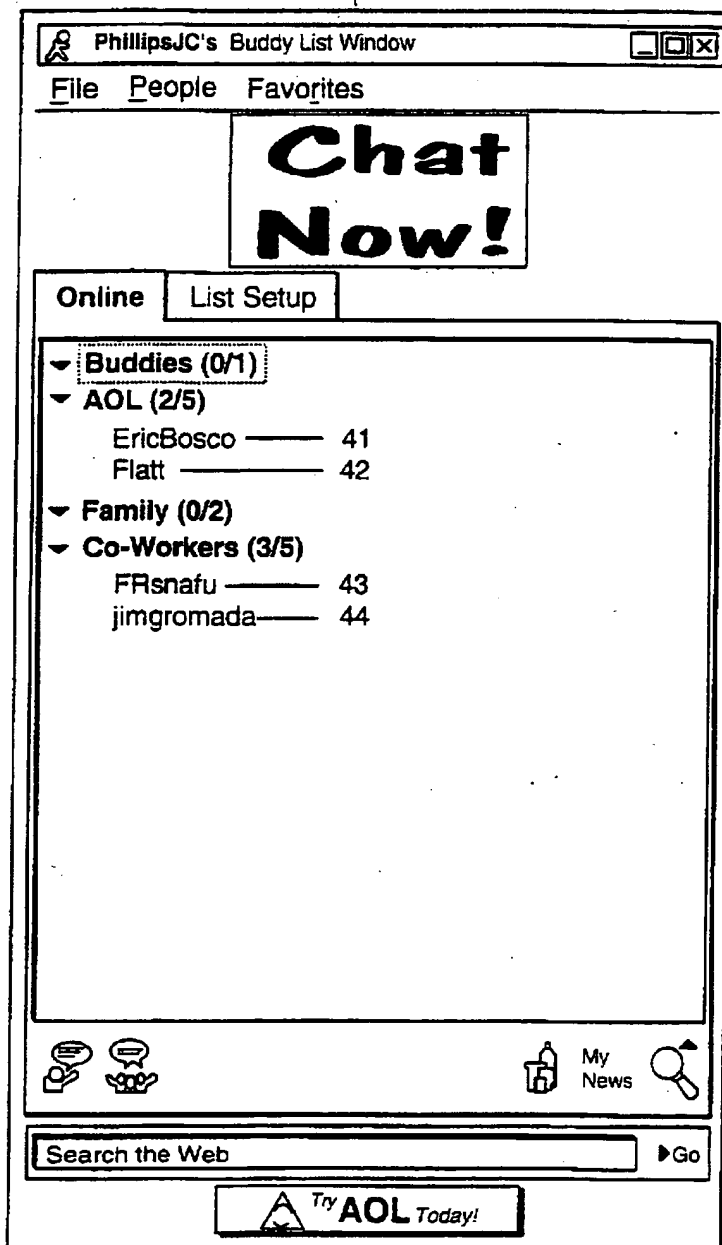 PhillipsJC's Buddy List Window
File People Favorites
Chat
Now!
Online List Setup
Buddies (0/1)
AOL (2/5)
EricBosco 41
Flatt 42
Family (0/2)
Co-Workers (3/5)
FRsnafu 43
jimgromada 44
My
News
Search the Web Go
Try AOL Today!